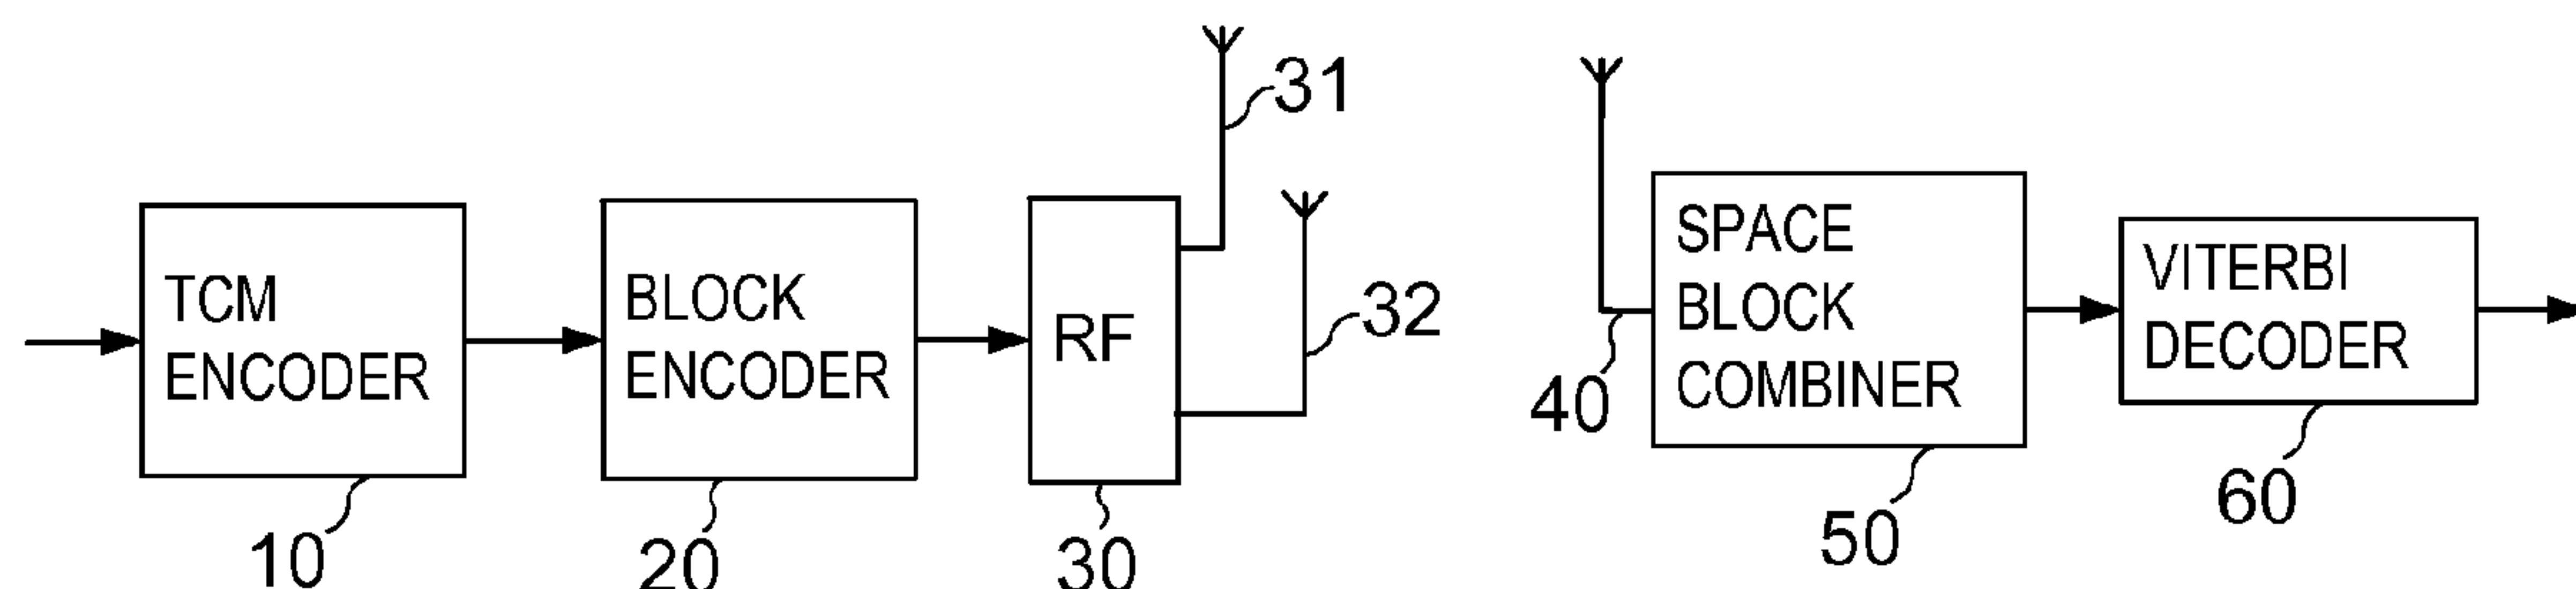 TCM
ENCODER
10
BLOCK
ENCODER
20
RF
30
31
32
40
SPACE
BLOCK
COMBINER
50
VITERBI
DECODER
60